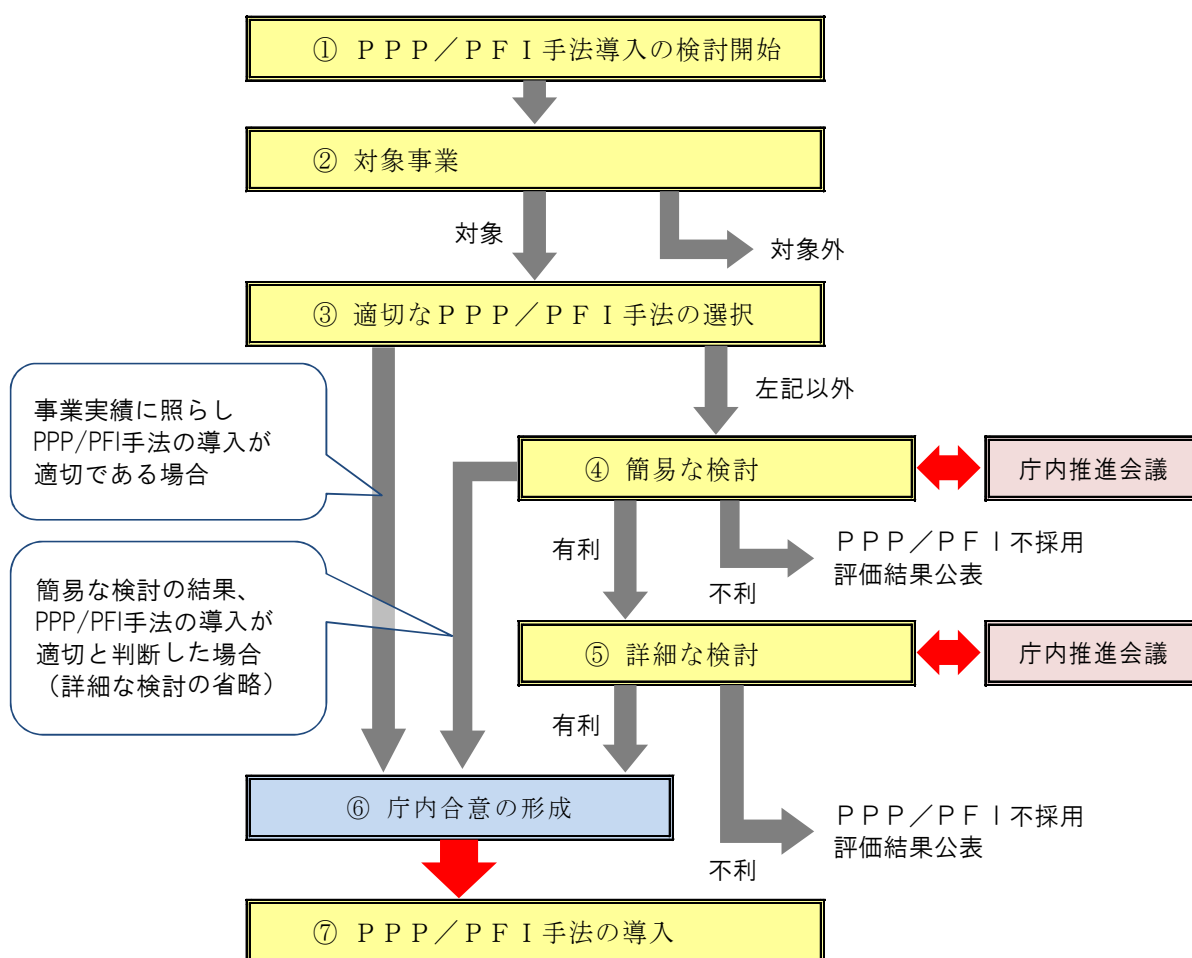 ① ＰＰＰ／ＰＦＩ手法導入の検討開始
② 対象事業
対象
対象外
③ 適切なＰＰＰ／ＰＦＩ手法の選択
左記以外
事業実績に照らし
PPP/PFI手法の導入が
適切である場合
④ 簡易な検討
庁内推進会議
有利
不利
ＰＰＰ／ＰＦＩ不採用
評価結果公表
簡易な検討の結果、
PPP/PFI手法の導入が
適切と判断した場合
（詳細な検討の省略）
⑤ 詳細な検討
庁内推進会議
有利
不利
ＰＰＰ／ＰＦＩ不採用
評価結果公表
⑥ 庁内合意の形成
⑦ ＰＰＰ／ＰＦＩ手法の導入